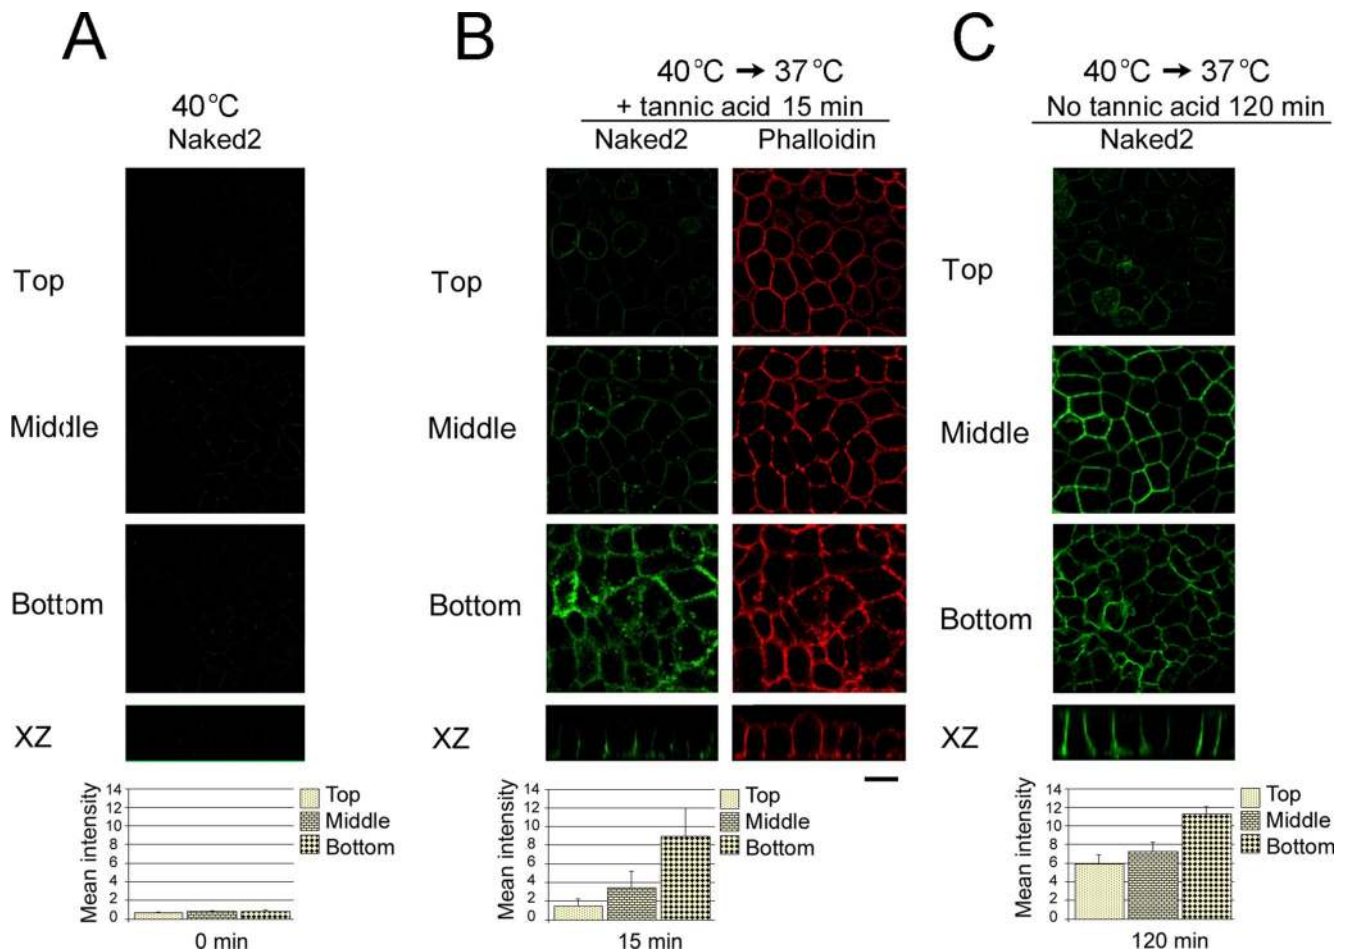 A
B
C
40°C
Naked2
40°C → 37°C
+ tannic acid 15 min
Naked2 Phalloidin
40°C → 37°C
No tannic acid 120 min
Naked2
Top
Middle
Bottom
XZ
Top
Middle
Bottom
XZ
Top
Middle
Bottom
XZ
Mean intensity
14
12
10
8
6
4
2
0
0 min
Top
Middle
Bottom
Mean intensity
14
12
10
8
6
4
2
0
15 min
Top
Middle
Bottom
Mean intensity
14
12
10
8
6
4
2
0
120 min
Top
Middle
Bottom